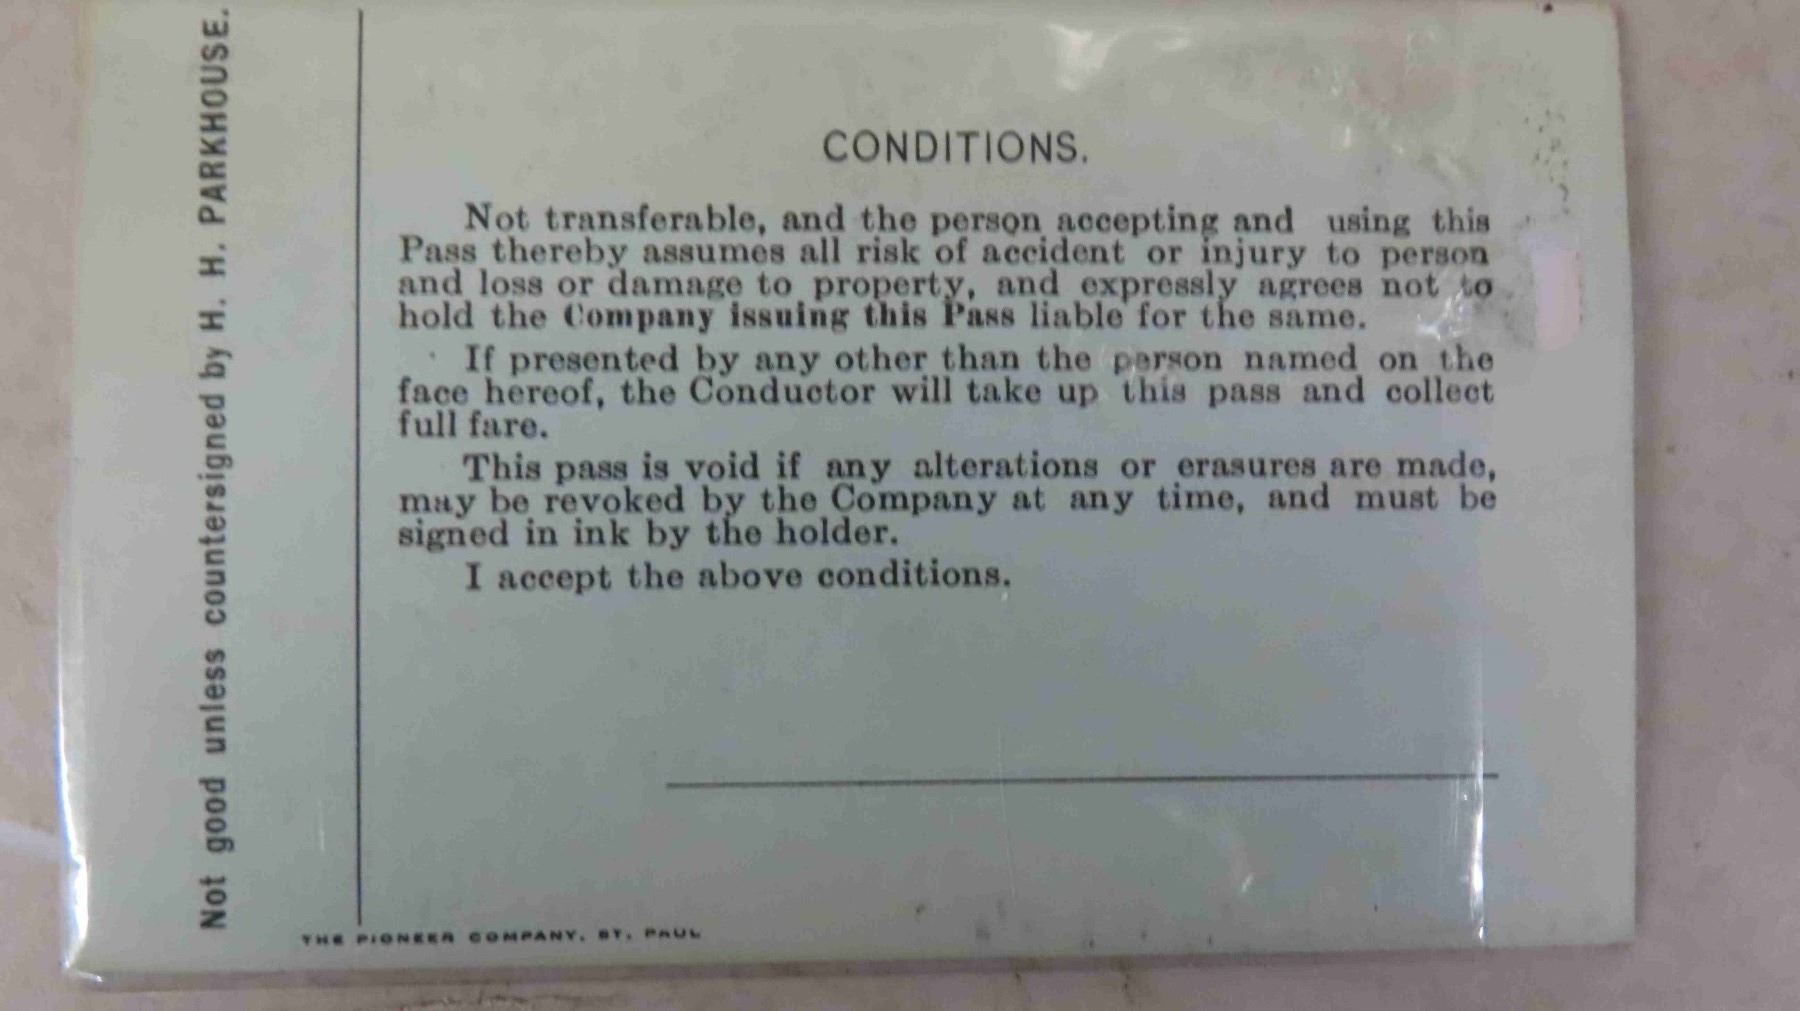 Not good unless countersigned by H. H. PARKHOUSE.
CONDITIONS.
Not transferable, and the person accepting and using this
Pass thereby assumes all risk of accident or injury to person
and loss or damage to property, and expressly agrees not to
hold the Company issuing this Pass liable for the same.
If presented by any other than the person named on the
face hereof, the Conductor will take up this pass and collect
full fare.
This pass is void if any alterations or erasures are made,
may be revoked by the Company at any time, and must be
signed in ink by the holder.
I accept the above conditions.
THE PIONEER COMPANY, ST. PAUL